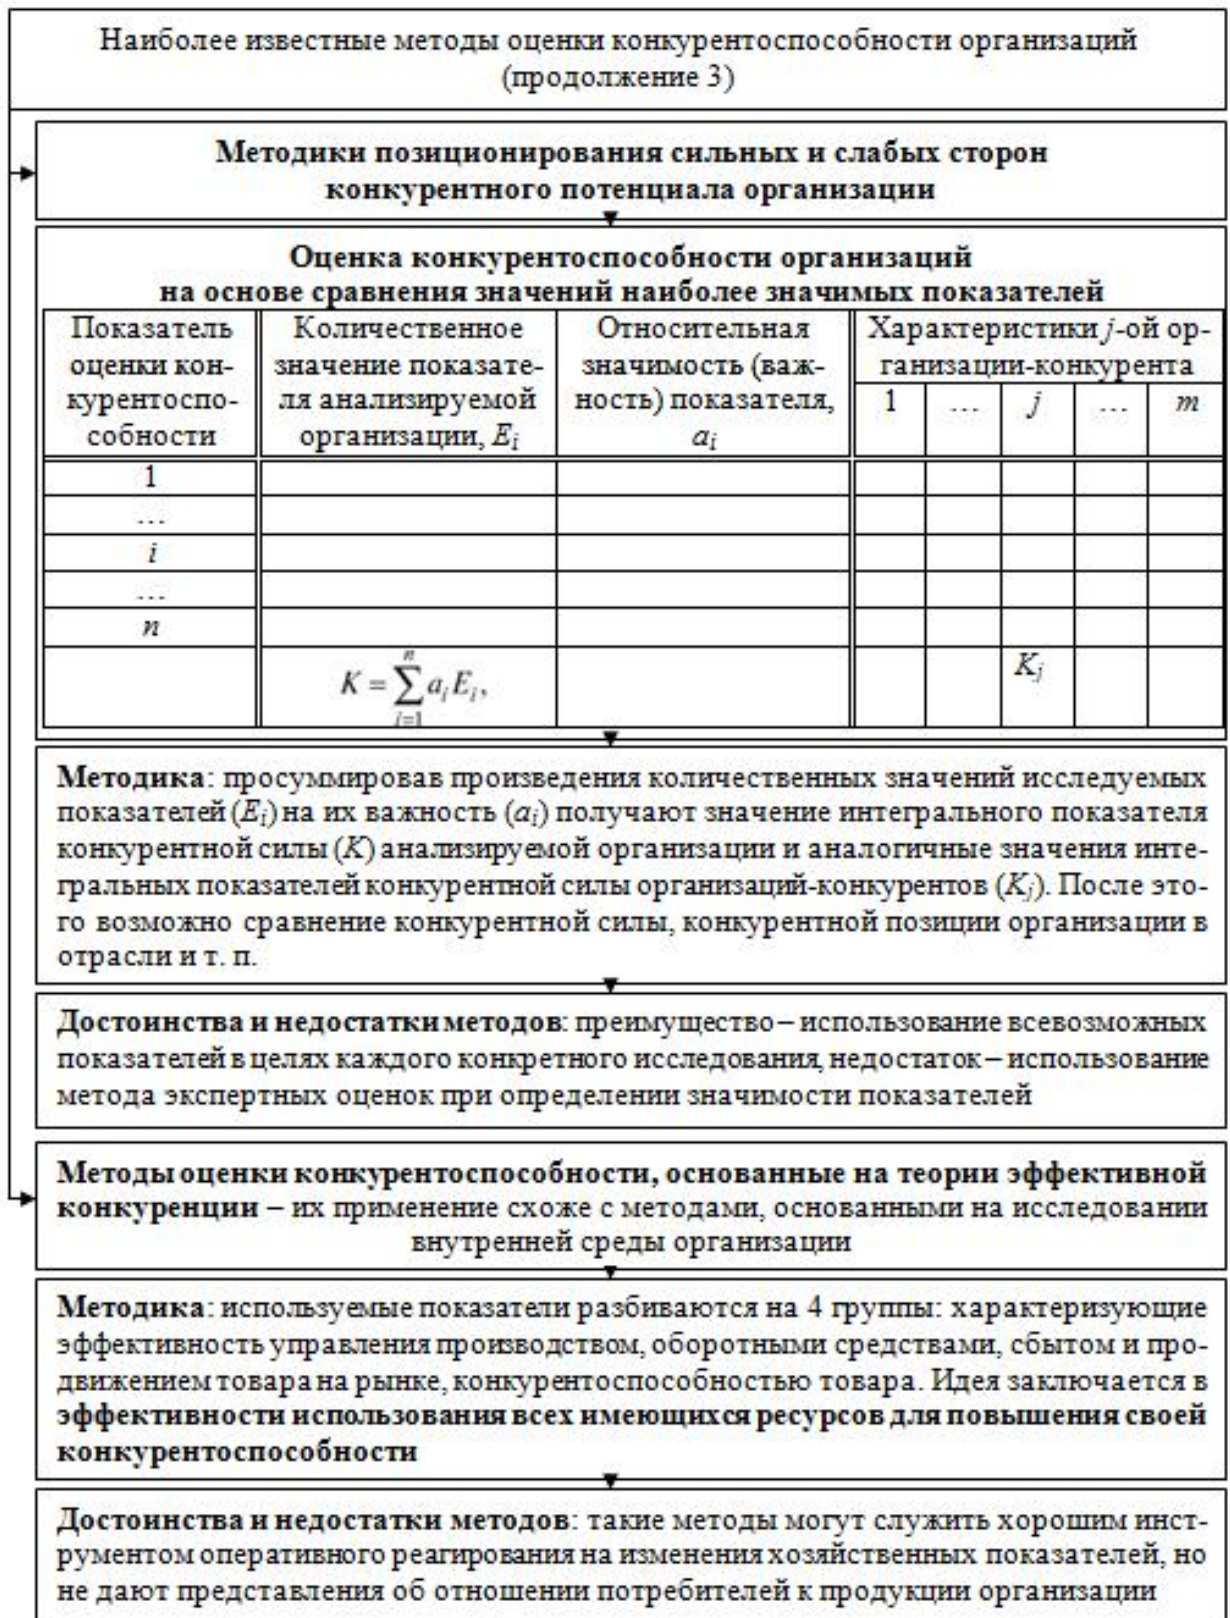 Наиболее известные методы оценки конкурентоспособности организаций
(продолжение 3)
Методики позиционирования сильных и слабых сторон
конкурентного потенциала организации
Оценка конкурентоспособности организаций
на основе сравнения значений наиболее значимых показателей
Показатель
оценки кон-
курентоспо-
собности
Количественное
значение показате-
ля анализируемой
организации, Ei
Относительная
значимость (важ-
ность) показателя,
ai
Характеристики j-ой ор-
ганизации-конкурента
1 … j … m
1
…
i
…
n
K = ∑ⁿᵢ₌₁ aᵢEᵢ, Kj
Методика: просуммировав произведения количественных значений исследуемых
показателей (Ei) на их важность (ai) получают значение интегрального показателя
конкурентной силы (K) анализируемой организации и аналогичные значения инте-
гральных показателей конкурентной силы организаций-конкурентов (Kj). После это-
го возможно сравнение конкурентной силы, конкурентной позиции организации в
отрасли и т. п.
Достоинства и недостатки методов: преимущество – использование всевозможных
показателей в целях каждого конкретного исследования, недостаток – использование
метода экспертных оценок при определении значимости показателей
Методы оценки конкурентоспособности, основанные на теории эффективной
конкуренции – их применение схоже с методами, основанными на исследовании
внутренней среды организации
Методика: используемые показатели разбиваются на 4 группы: характеризующие
эффективность управления производством, оборотными средствами, сбытом и про-
движением товара на рынке, конкурентоспособностью товара. Идея заключается в
эффективности использования всех имеющихся ресурсов для повышения своей
конкурентоспособности
Достоинства и недостатки методов: такие методы могут служить хорошим инст-
рументом оперативного реагирования на изменения хозяйственных показателей, но
не дают представления об отношении потребителей к продукции организации